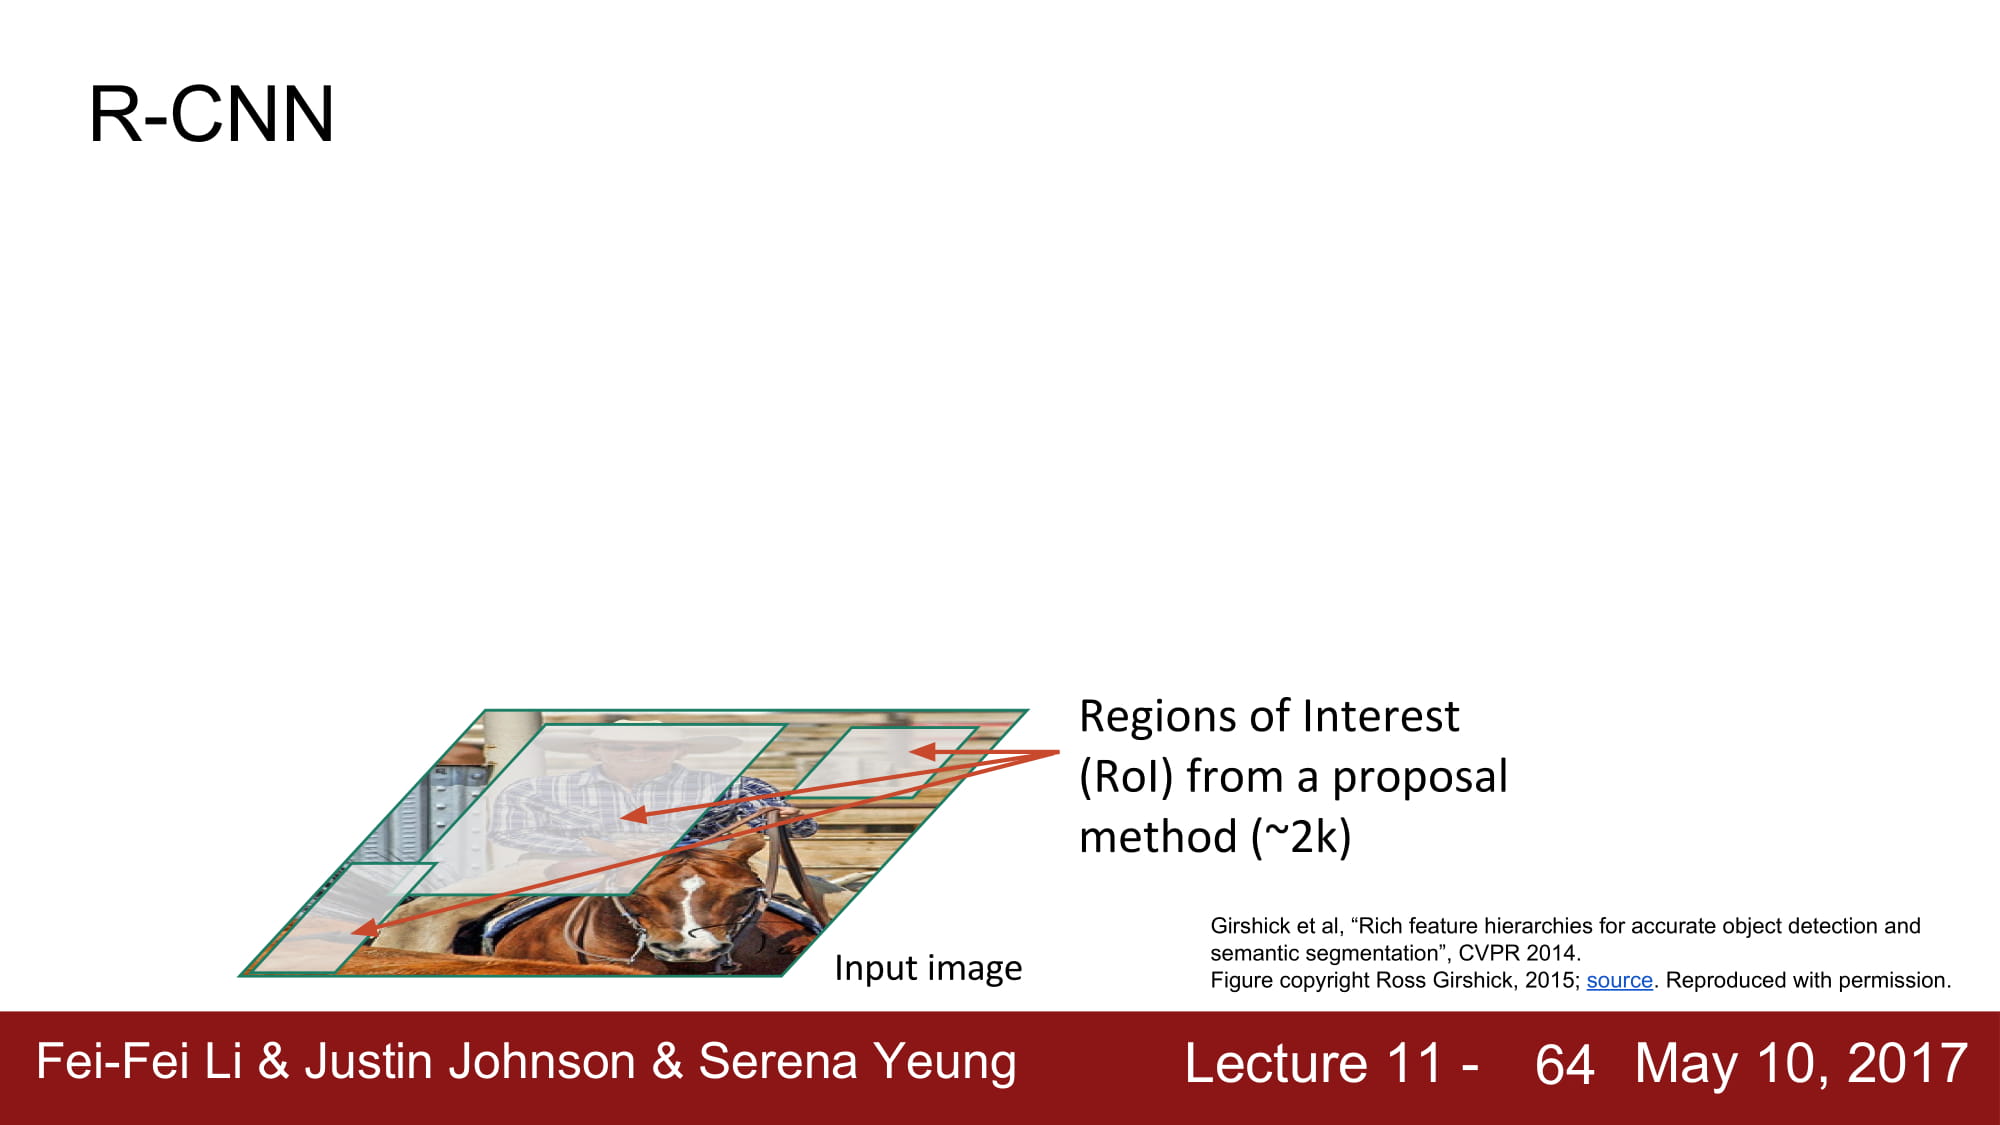 R-CNN
Regions of Interest
(RoI) from a proposal
method (~2k)
Input image
Girshick et al, “Rich feature hierarchies for accurate object detection and
semantic segmentation”, CVPR 2014.
Figure copyright Ross Girshick, 2015; source. Reproduced with permission.
Fei-Fei Li & Justin Johnson & Serena Yeung
Lecture 11 - 64 May 10, 2017